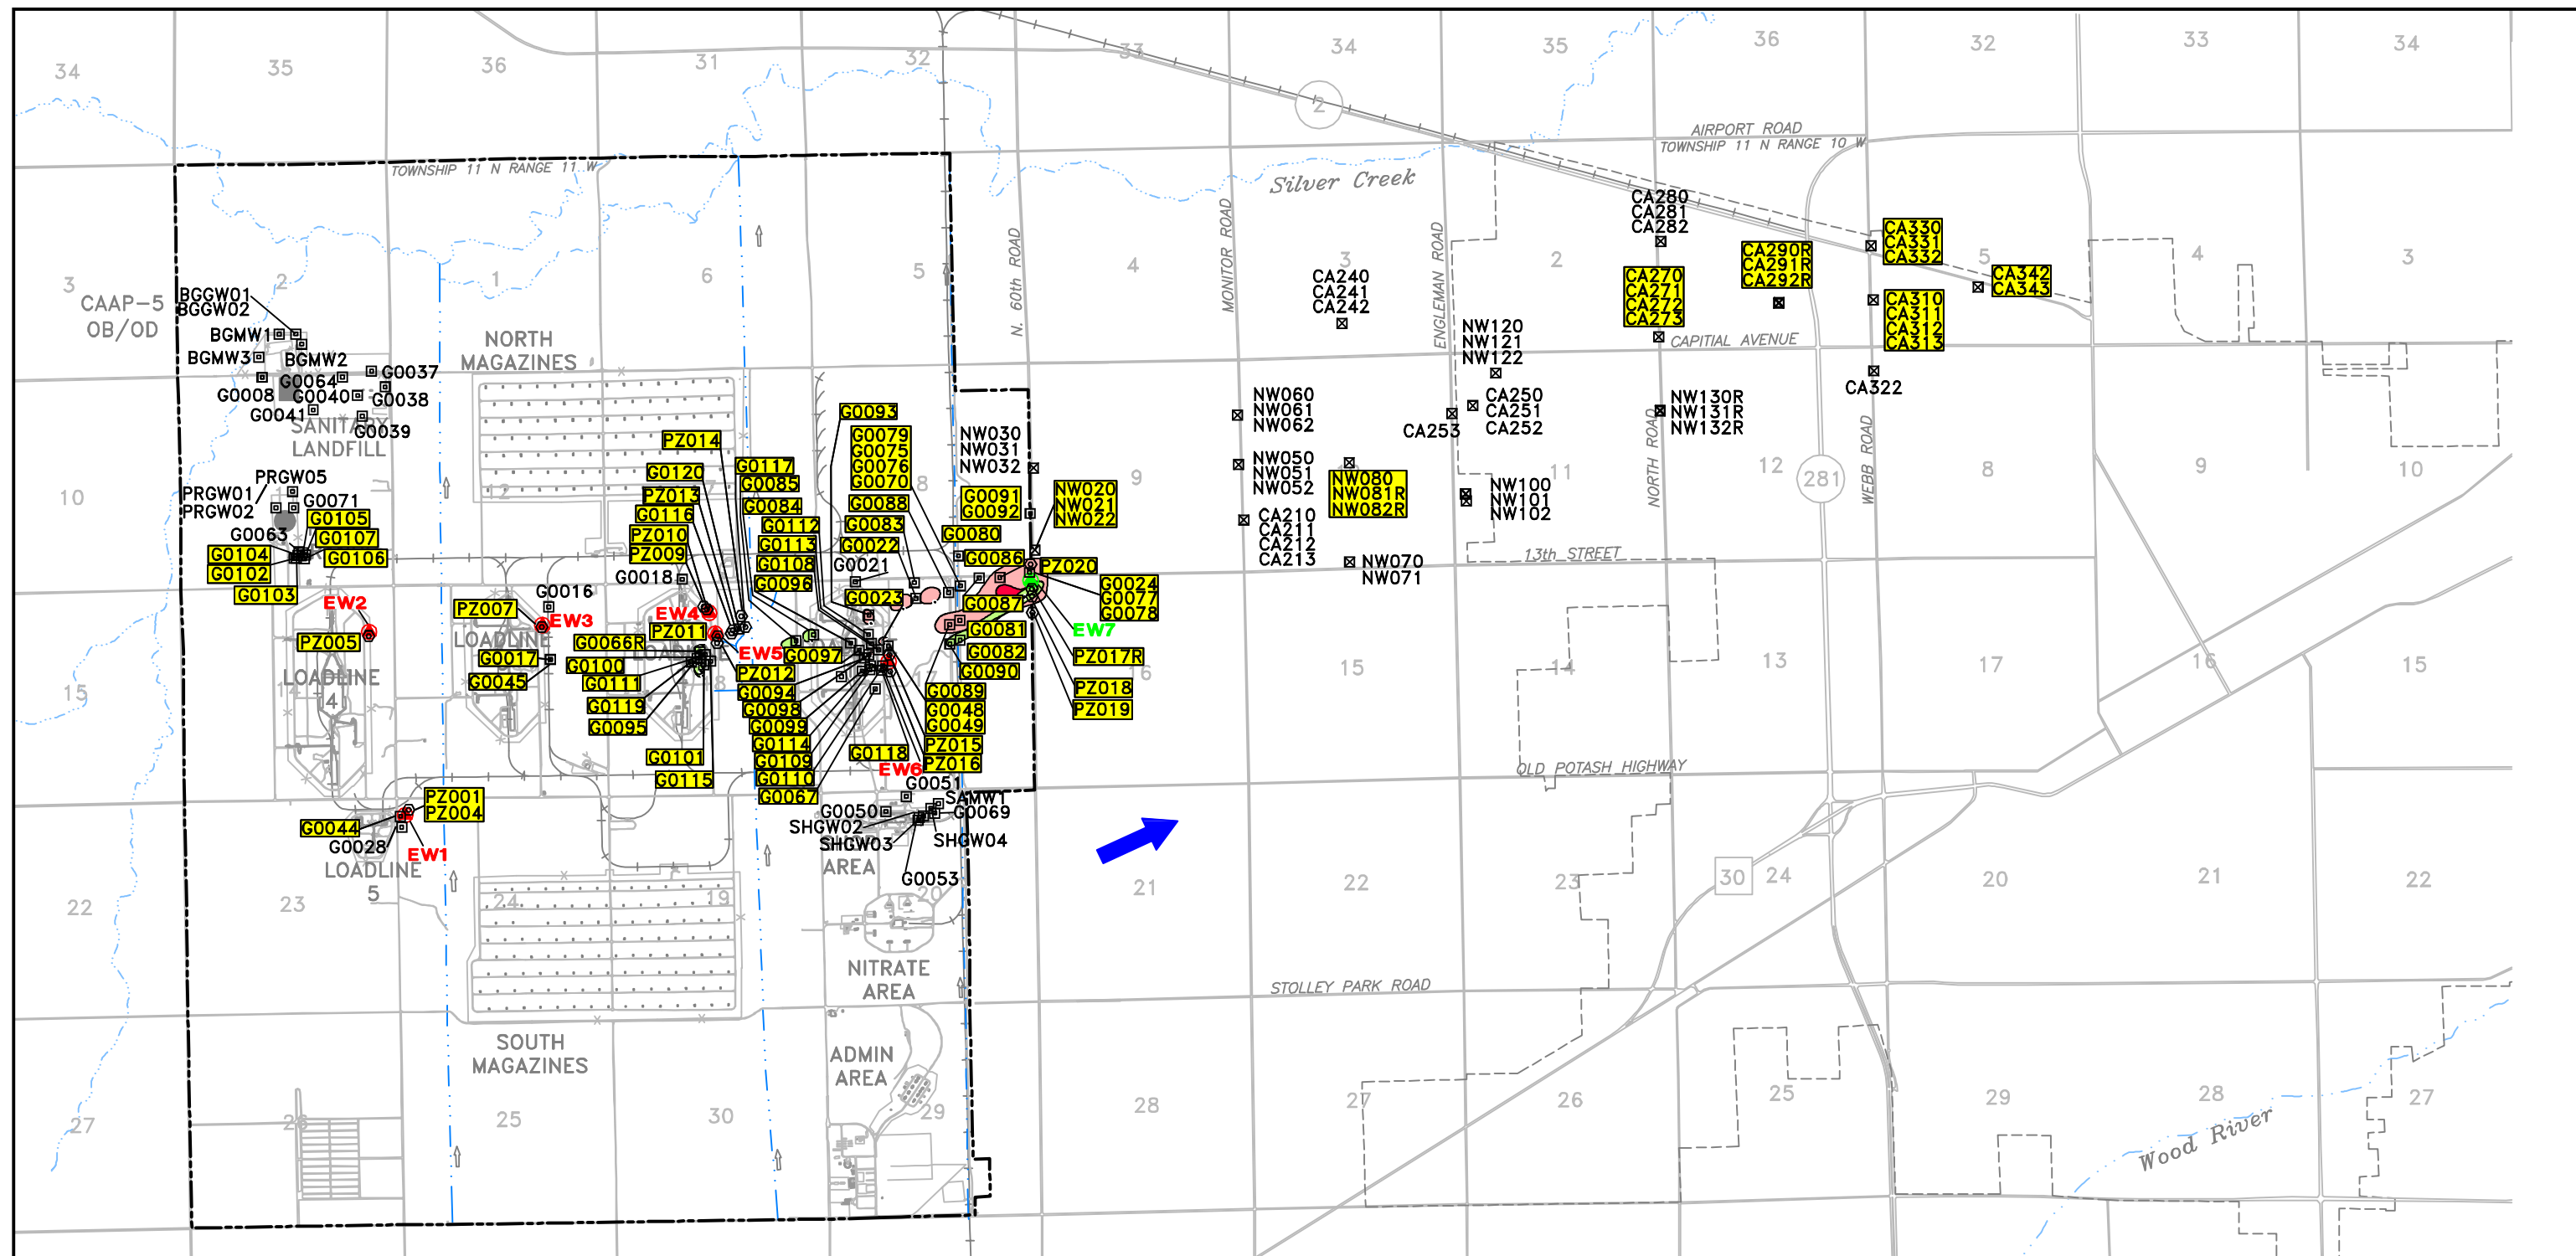 34
35
36
31
32
33
34
35
36
32
33
34
2
AIRPORT ROAD
TOWNSHIP 11 N RANGE 10 W
TOWNSHIP 11 N RANGE 11 W
Silver Creek
3
CAAP-5
OB/OD
2
1
6
5
4
3
2
5
4
3
N. 60th ROAD
MONITOR ROAD
ENGLEMAN ROAD
CA280
CA281
CA282
CA290R
CA291R
CA292R
CA330
CA331
CA332
CA342
CA343
CA270
CA271
CA272
CA273
CA310
CA311
CA312
CA313
CA240
CA241
CA242
CAPITIAL AVENUE
BGGW01
BGGW02
BGMW1
BGMW3
BGMW2
G0064
G0037
G0008
G0040
G0038
G0041
G0039
SANITARY
LANDFILL
NORTH
MAGAZINES
NW120
NW121
NW122
CA250
CA251
CA252
CA253
NW130R
NW131R
NW132R
CA322
NORTH ROAD
WEBB ROAD
NW060
NW061
NW062
NW050
NW051
NW052
NW080
NW081R
NW082R
NW100
NW101
NW102
CA210
CA211
CA212
CA213
NW070
NW071
13th STREET
10
12
8
9
11
12
281
8
9
10
PRGW05
PRGW01
PRGW02
G0071
G0063
G0105
G0107
G0106
G0104
G0102
G0103
G0093
G0079
G0075
G0076
G0070
NW030
NW031
NW032
PZ014
G0120
PZ013
G0116
PZ010
PZ009
G0018
G0117
G0085
G0084
G0112
G0113
G0108
G0096
G0088
G0083
G0022
G0021
G0023
G0091
G0092
G0080
G0086
NW020
NW021
NW022
PZ020
G0024
G0077
G0078
G0087
G0081
G0082
G0090
EW7
PZ017R
PZ018
PZ019
EW2
PZ005
PZ007
G0016
EW3
LOADLINE
G0017
G0045
EW4
PZ011
G0066R
G0100
G0111
G0119
G0095
G0101
G0115
EW5
G0097
PZ012
G0094
G0098
G0099
G0114
G0109
G0110
G0067
G0089
G0048
G0049
PZ015
PZ016
G0118
EW6
LOADLINE
4
15
14
18
17
16
15
14
13
17
16
15
OLD POTASH HIGHWAY
PZ001
PZ004
G0044
G0028
EW1
LOADLINE
5
G0051
SAMW1
G0050
G0069
SHGW02
SHGW03
SHGW04
G0053
AREA
22
23
24
19
20
21
22
23
30
24
20
21
22
NITRATE
AREA
STOLLEY PARK ROAD
SOUTH
MAGAZINES
ADMIN
AREA
27
26
25
30
29
28
27
26
25
29
28
27
Wood River